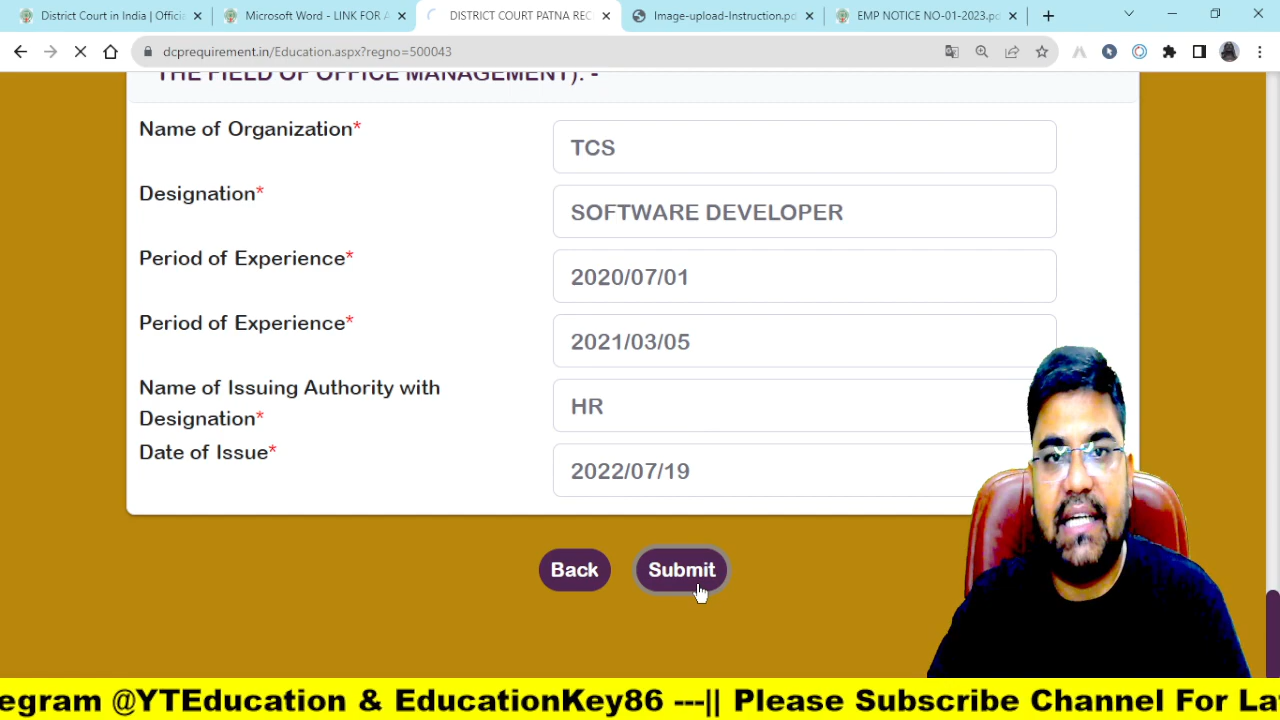 District Court in India | Officia
Microsoft Word - LINK FOR A
DISTRICT COURT PATNA REC
Image-upload-Instruction.pd
EMP NOTICE NO-01-2023.pd
dcprequirement.in/Education.aspx?regno=500043
THE FIELD OF OFFICE MANAGEMENT). -
Name of Organization*
TCS
Designation*
SOFTWARE DEVELOPER
Period of Experience*
2020/07/01
Period of Experience*
2021/03/05
Name of Issuing Authority with
Designation*
HR
Date of Issue*
2022/07/19
Back
Submit
egram @YTEducation & EducationKey86 ---|| Please Subscribe Channel For La